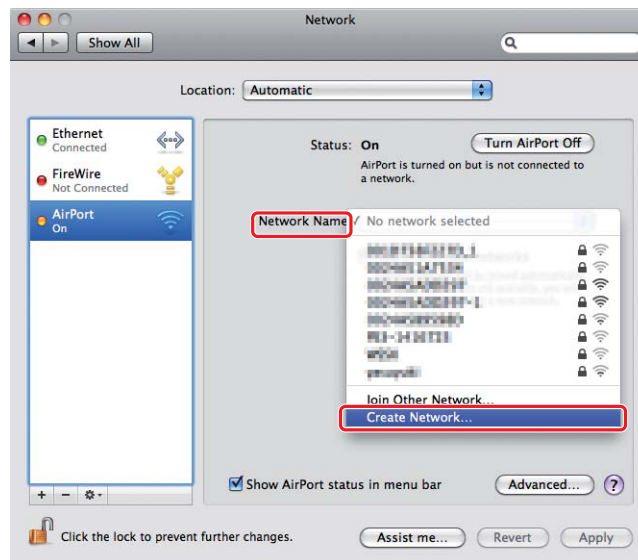 Network
Show All
Location: Automatic
Ethernet
Connected
FireWire
Not Connected
AirPort
On
Status: On
Turn AirPort Off
AirPort is turned on but is not connected to
a network.
Network Name
✓ No network selected
Join Other Network...
Create Network...
Show AirPort status in menu bar
Advanced...
?
Click the lock to prevent further changes.
Assist me...
Revert
Apply